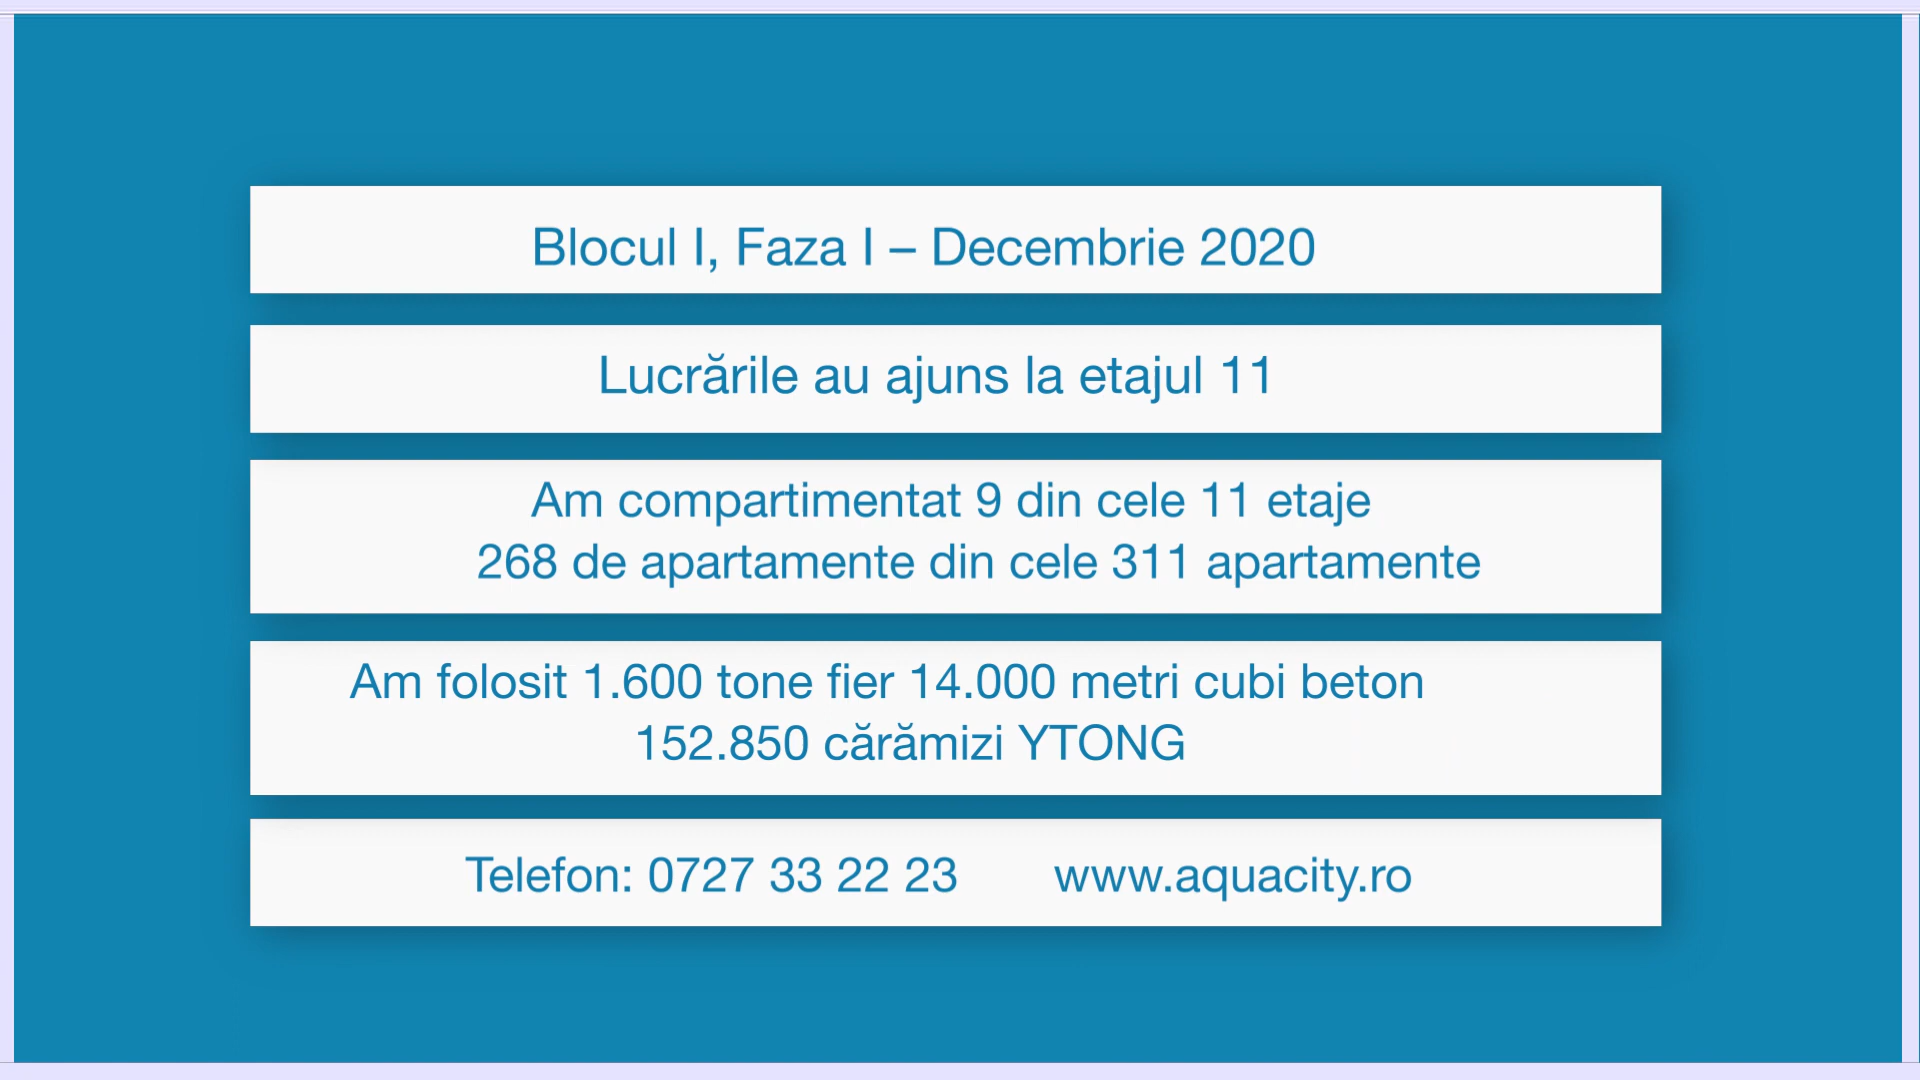 Blocul I, Faza I – Decembrie 2020
Lucrările au ajuns la etajul 11
Am compartimentat 9 din cele 11 etaje
268 de apartamente din cele 311 apartamente
Am folosit 1.600 tone fier 14.000 metri cubi beton
152.850 cărămizi YTONG
Telefon: 0727 33 22 23 www.aquacity.ro